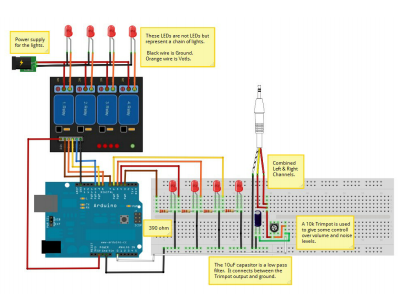 Power supply
for the lights.
These LEDs are not LEDs but
represent a chain of lights.
Black wire is Ground.
Orange wire is Volts.
Combined
Left & Right
Channels.
Arduino
390 ohm
A 10k Trimpot is used
to give some controll
over volume and noise
levels.
The 10uF capacitor is a low pass
filter. It connects between the
Trimpot output and ground.